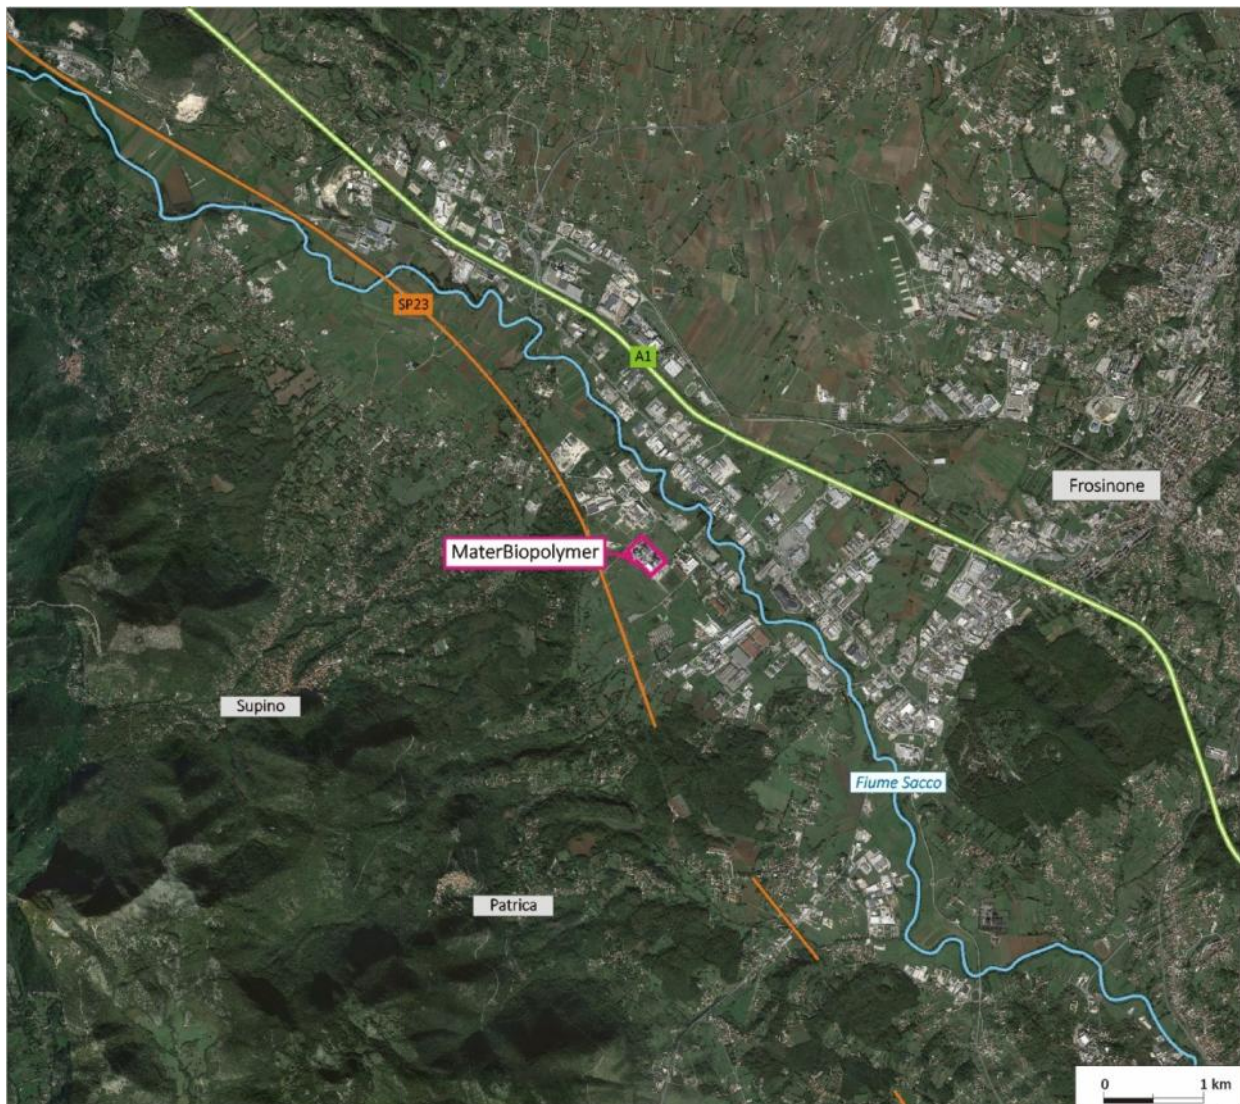 SP23
A1
Frosinone
MaterBiopolymer
Supino
Fiume Sacco
Patrica
0 1 km